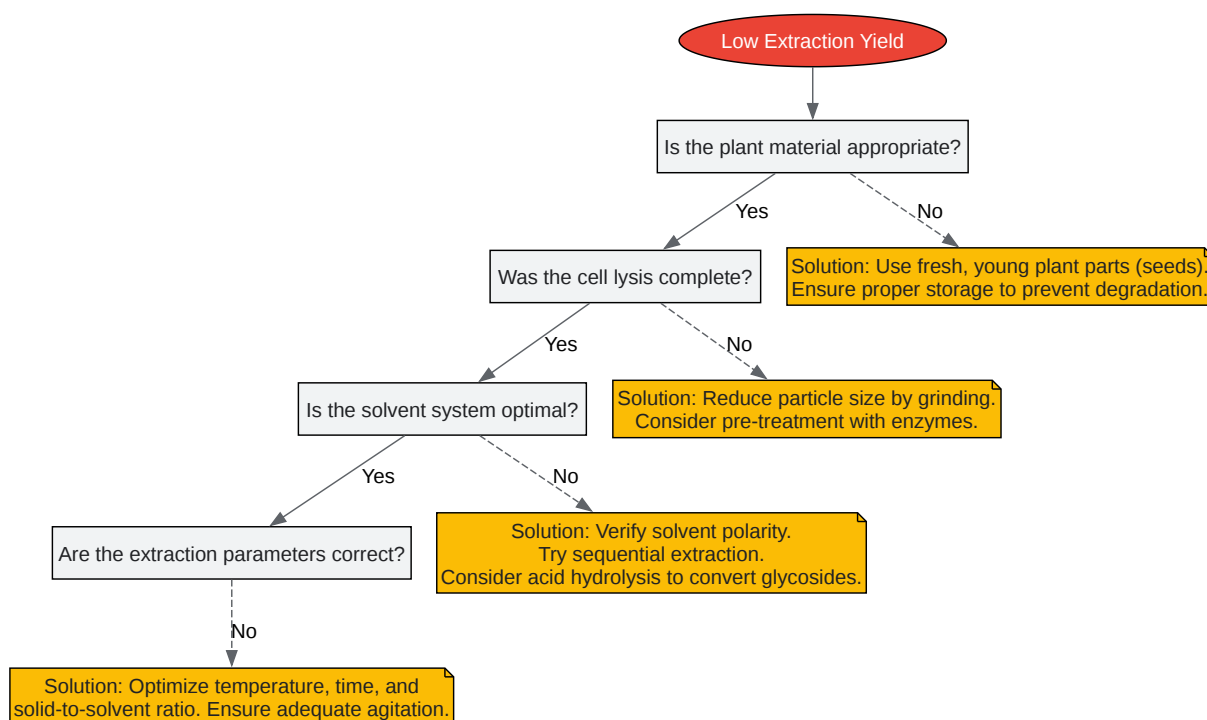 Low Extraction Yield
Is the plant material appropriate?
Yes
No
Was the cell lysis complete?
Solution: Use fresh, young plant parts (seeds).
Ensure proper storage to prevent degradation.
Yes
No
Is the solvent system optimal?
Solution: Reduce particle size by grinding.
Consider pre-treatment with enzymes.
Yes
No
Are the extraction parameters correct?
Solution: Verify solvent polarity.
Try sequential extraction.
Consider acid hydrolysis to convert glycosides.
No
Solution: Optimize temperature, time, and
solid-to-solvent ratio. Ensure adequate agitation.